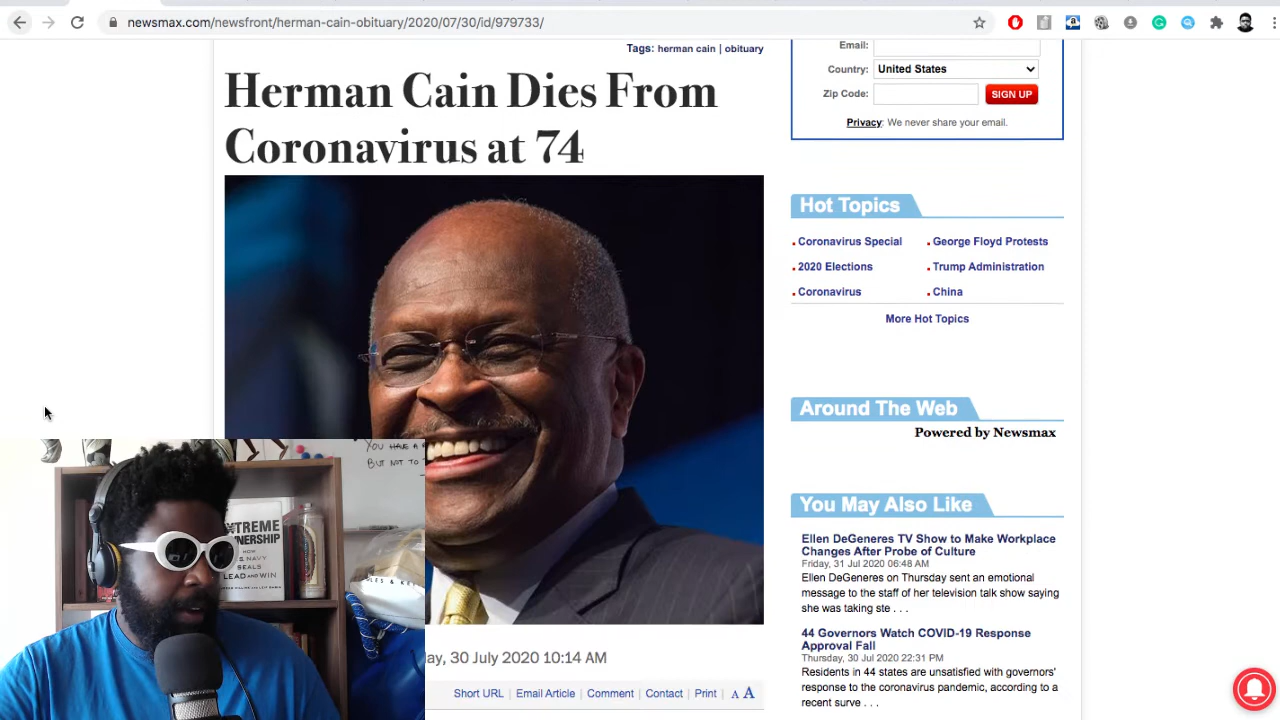 newsmax.com/newsfront/herman-cain-obituary/2020/07/30/id/979733/
Tags: herman cain | obituary
Herman Cain Dies From
Coronavirus at 74
ay, 30 July 2020 10:14 AM
Short URL | Email Article | Comment | Contact | Print | A A
Email:
Country: United States
Zip Code: SIGN UP
Privacy: We never share your email.
Hot Topics
Coronavirus Special
George Floyd Protests
2020 Elections
Trump Administration
Coronavirus
China
More Hot Topics
Around The Web
Powered by Newsmax
You May Also Like
Ellen DeGeneres TV Show to Make Workplace
Changes After Probe of Culture
Friday, 31 Jul 2020 06:48 AM
Ellen DeGeneres on Thursday sent an emotional
message to the staff of her television talk show saying
she was taking ste . . .
44 Governors Watch COVID-19 Response
Approval Fall
Thursday, 30 Jul 2020 22:31 PM
Residents in 44 states are unsatisfied with governors'
response to the coronavirus pandemic, according to a
recent surve . . .
YOU HAVE A
BUT NOT TO
XTREME
NERSHIP
HOW
NAVY
SEALS
LEAD AND WIN